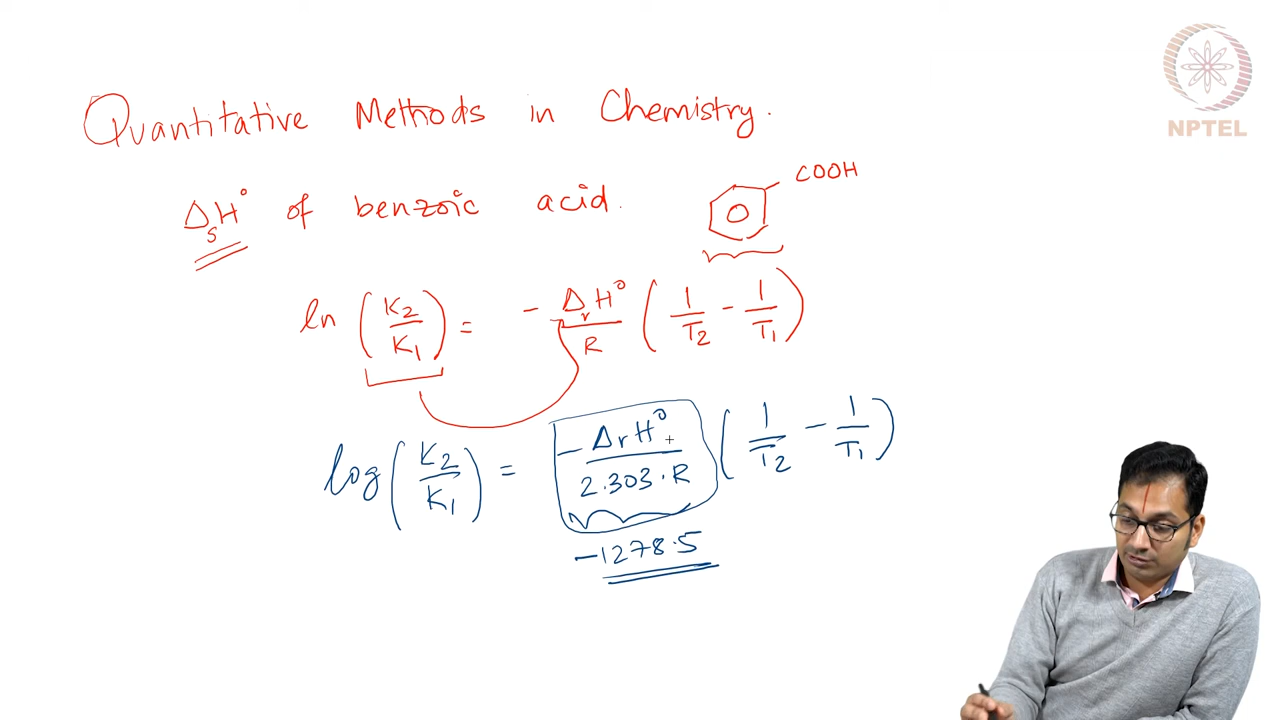 NPTEL
Quantitative Methods in Chemistry.
ΔsH° of benzoic acid. COOH
ln (K2/K1) = - ΔrH°/R (1/T2 - 1/T1)
log (K2/K1) = - ΔrH°/2.303·R (1/T2 - 1/T1)
-1278.5